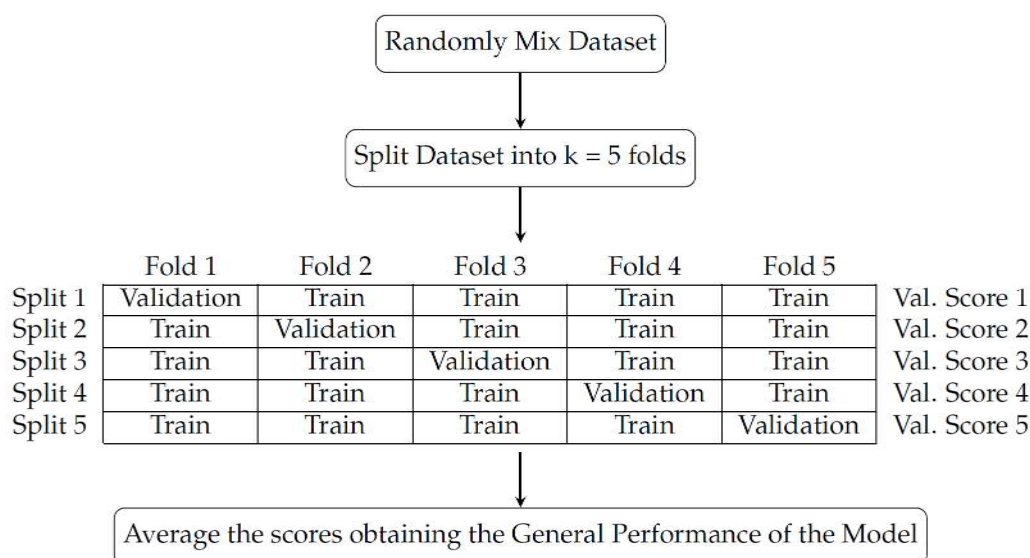 Randomly Mix Dataset
Split Dataset into k = 5 folds
Fold 1 Fold 2 Fold 3 Fold 4 Fold 5
Split 1 Validation Train Train Train Train Val. Score 1
Split 2 Train Validation Train Train Train Val. Score 2
Split 3 Train Train Validation Train Train Val. Score 3
Split 4 Train Train Train Validation Train Val. Score 4
Split 5 Train Train Train Train Validation Val. Score 5
Average the scores obtaining the General Performance of the Model